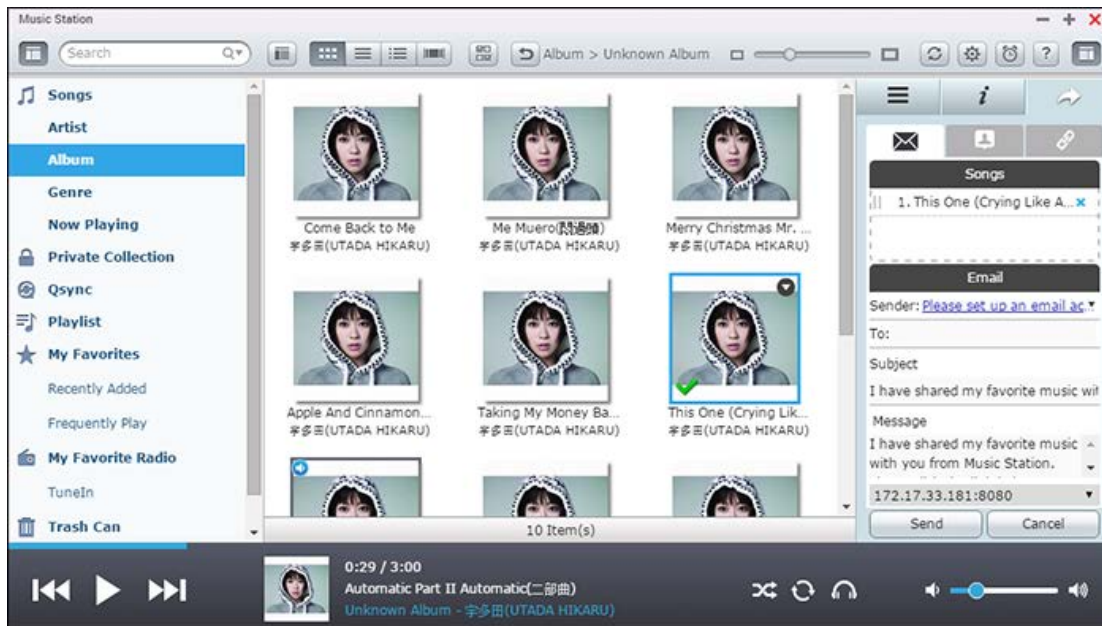 Music Station
Search
Album > Unknown Album
?
Songs
Artist
Album
Genre
Now Playing
Private Collection
Qsync
Playlist
My Favorites
Recently Added
Frequently Play
My Favorite Radio
TuneIn
Trash Can
Come Back to Me
宇多田(UTADA HIKARU)
Me Muero
宇多田(UTADA HIKARU)
Merry Christmas Mr. ...
宇多田(UTADA HIKARU)
Apple And Cinnamon...
宇多田(UTADA HIKARU)
Taking My Money Ba...
宇多田(UTADA HIKARU)
This One (Crying Lik...
宇多田(UTADA HIKARU)
10 Item(s)
i
Songs
1. This One (Crying Like A...
Email
Sender: Please set up an email ac...
To:
Subject
I have shared my favorite music wit
Message
I have shared my favorite music
with you from Music Station.
172.17.33.181:8080
Send
Cancel
0:29 / 3:00
Automatic Part II Automatic(二部曲)
Unknown Album - 宇多田(UTADA HIKARU)